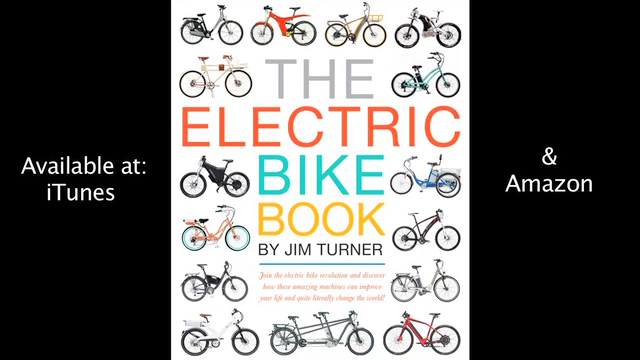 THE
ELECTRIC
BIKE
BOOK
BY JIM TURNER
Join the electric bike revolution and discover
how these amazing machines can improve
your life and quite literally change the world!
Available at:
iTunes
&
Amazon